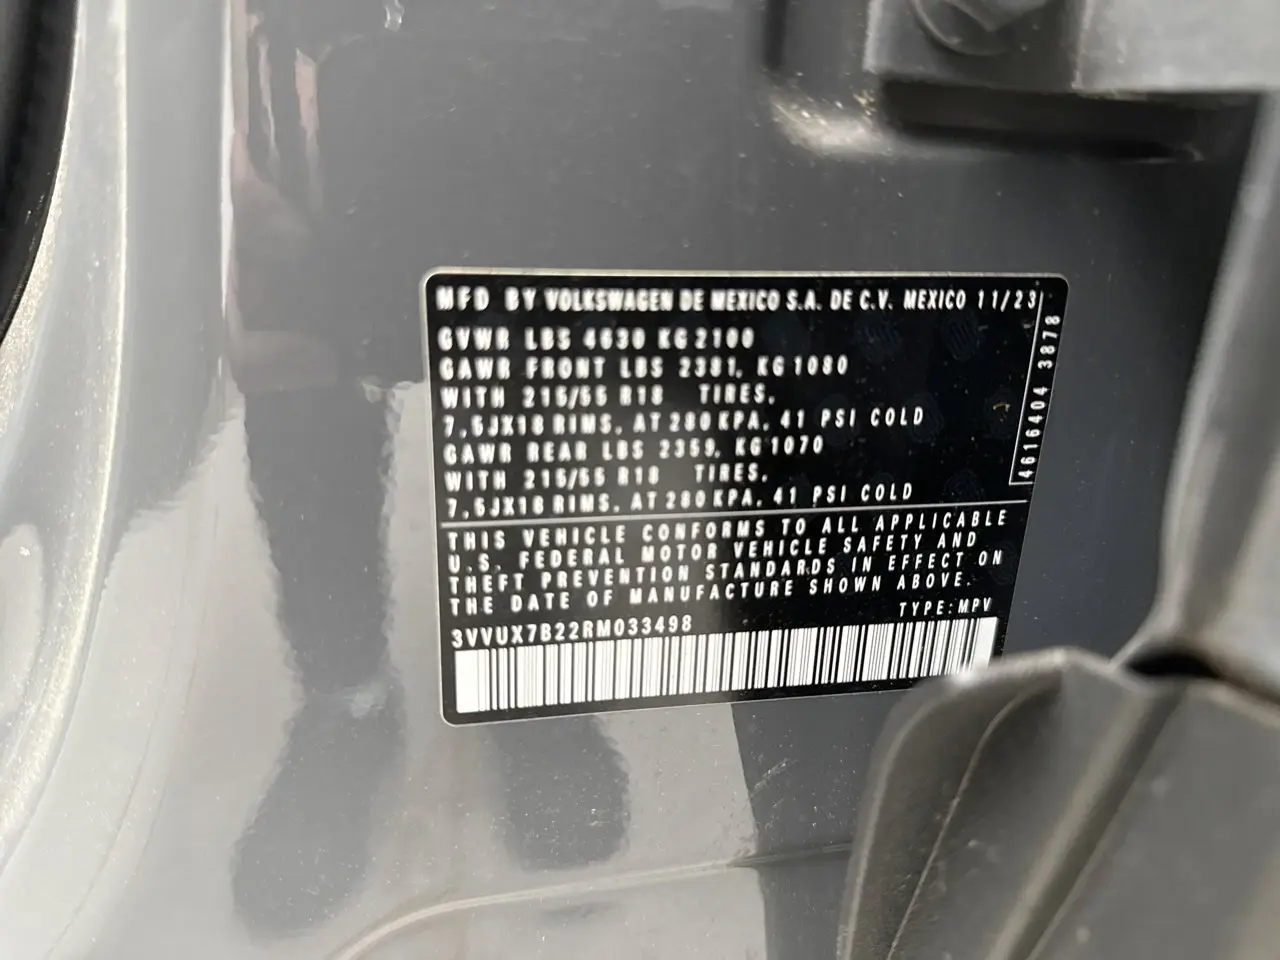 MFD BY VOLKSWAGEN DE MEXICO S.A. DE C.V. MEXICO 11/23
GVWR LBS 4630 KG 2100
GAWR FRONT LBS 2381, KG 1080
WITH 215/55 R18 TIRES,
7,5JX18 RIMS, AT 280 KPA, 41 PSI COLD
GAWR REAR LBS 2359, KG 1070
WITH 215/55 R18 TIRES,
7,5JX18 RIMS, AT 280 KPA, 41 PSI COLD
4616404 3878
THIS VEHICLE CONFORMS TO ALL APPLICABLE
U.S. FEDERAL MOTOR VEHICLE SAFETY AND
THEFT PREVENTION STANDARDS IN EFFECT ON
THE DATE OF MANUFACTURE SHOWN ABOVE.
TYPE: MPV
3VVUX7B22RM033498